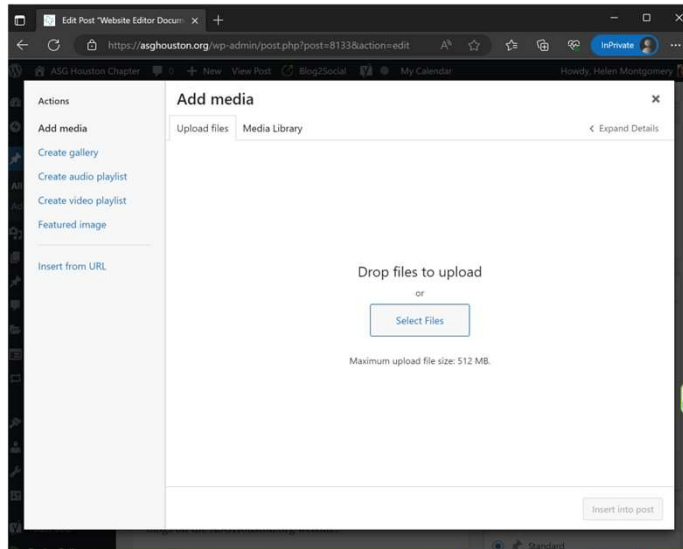 Edit Post "Website Editor Docum
https://asghouston.org/wp-admin/post.php?post=8133&action=edit
InPrivate
ASG Houston Chapter 0 + New View Post Blog2Social My Calendar Howdy, Helen Montgomery
Actions
Add media
Create gallery
Create audio playlist
Create video playlist
Featured image
Insert from URL
Add media
Upload files Media Library Expand Details
Drop files to upload
or
Select Files
Maximum upload file size: 512 MB.
Insert into post
Standard